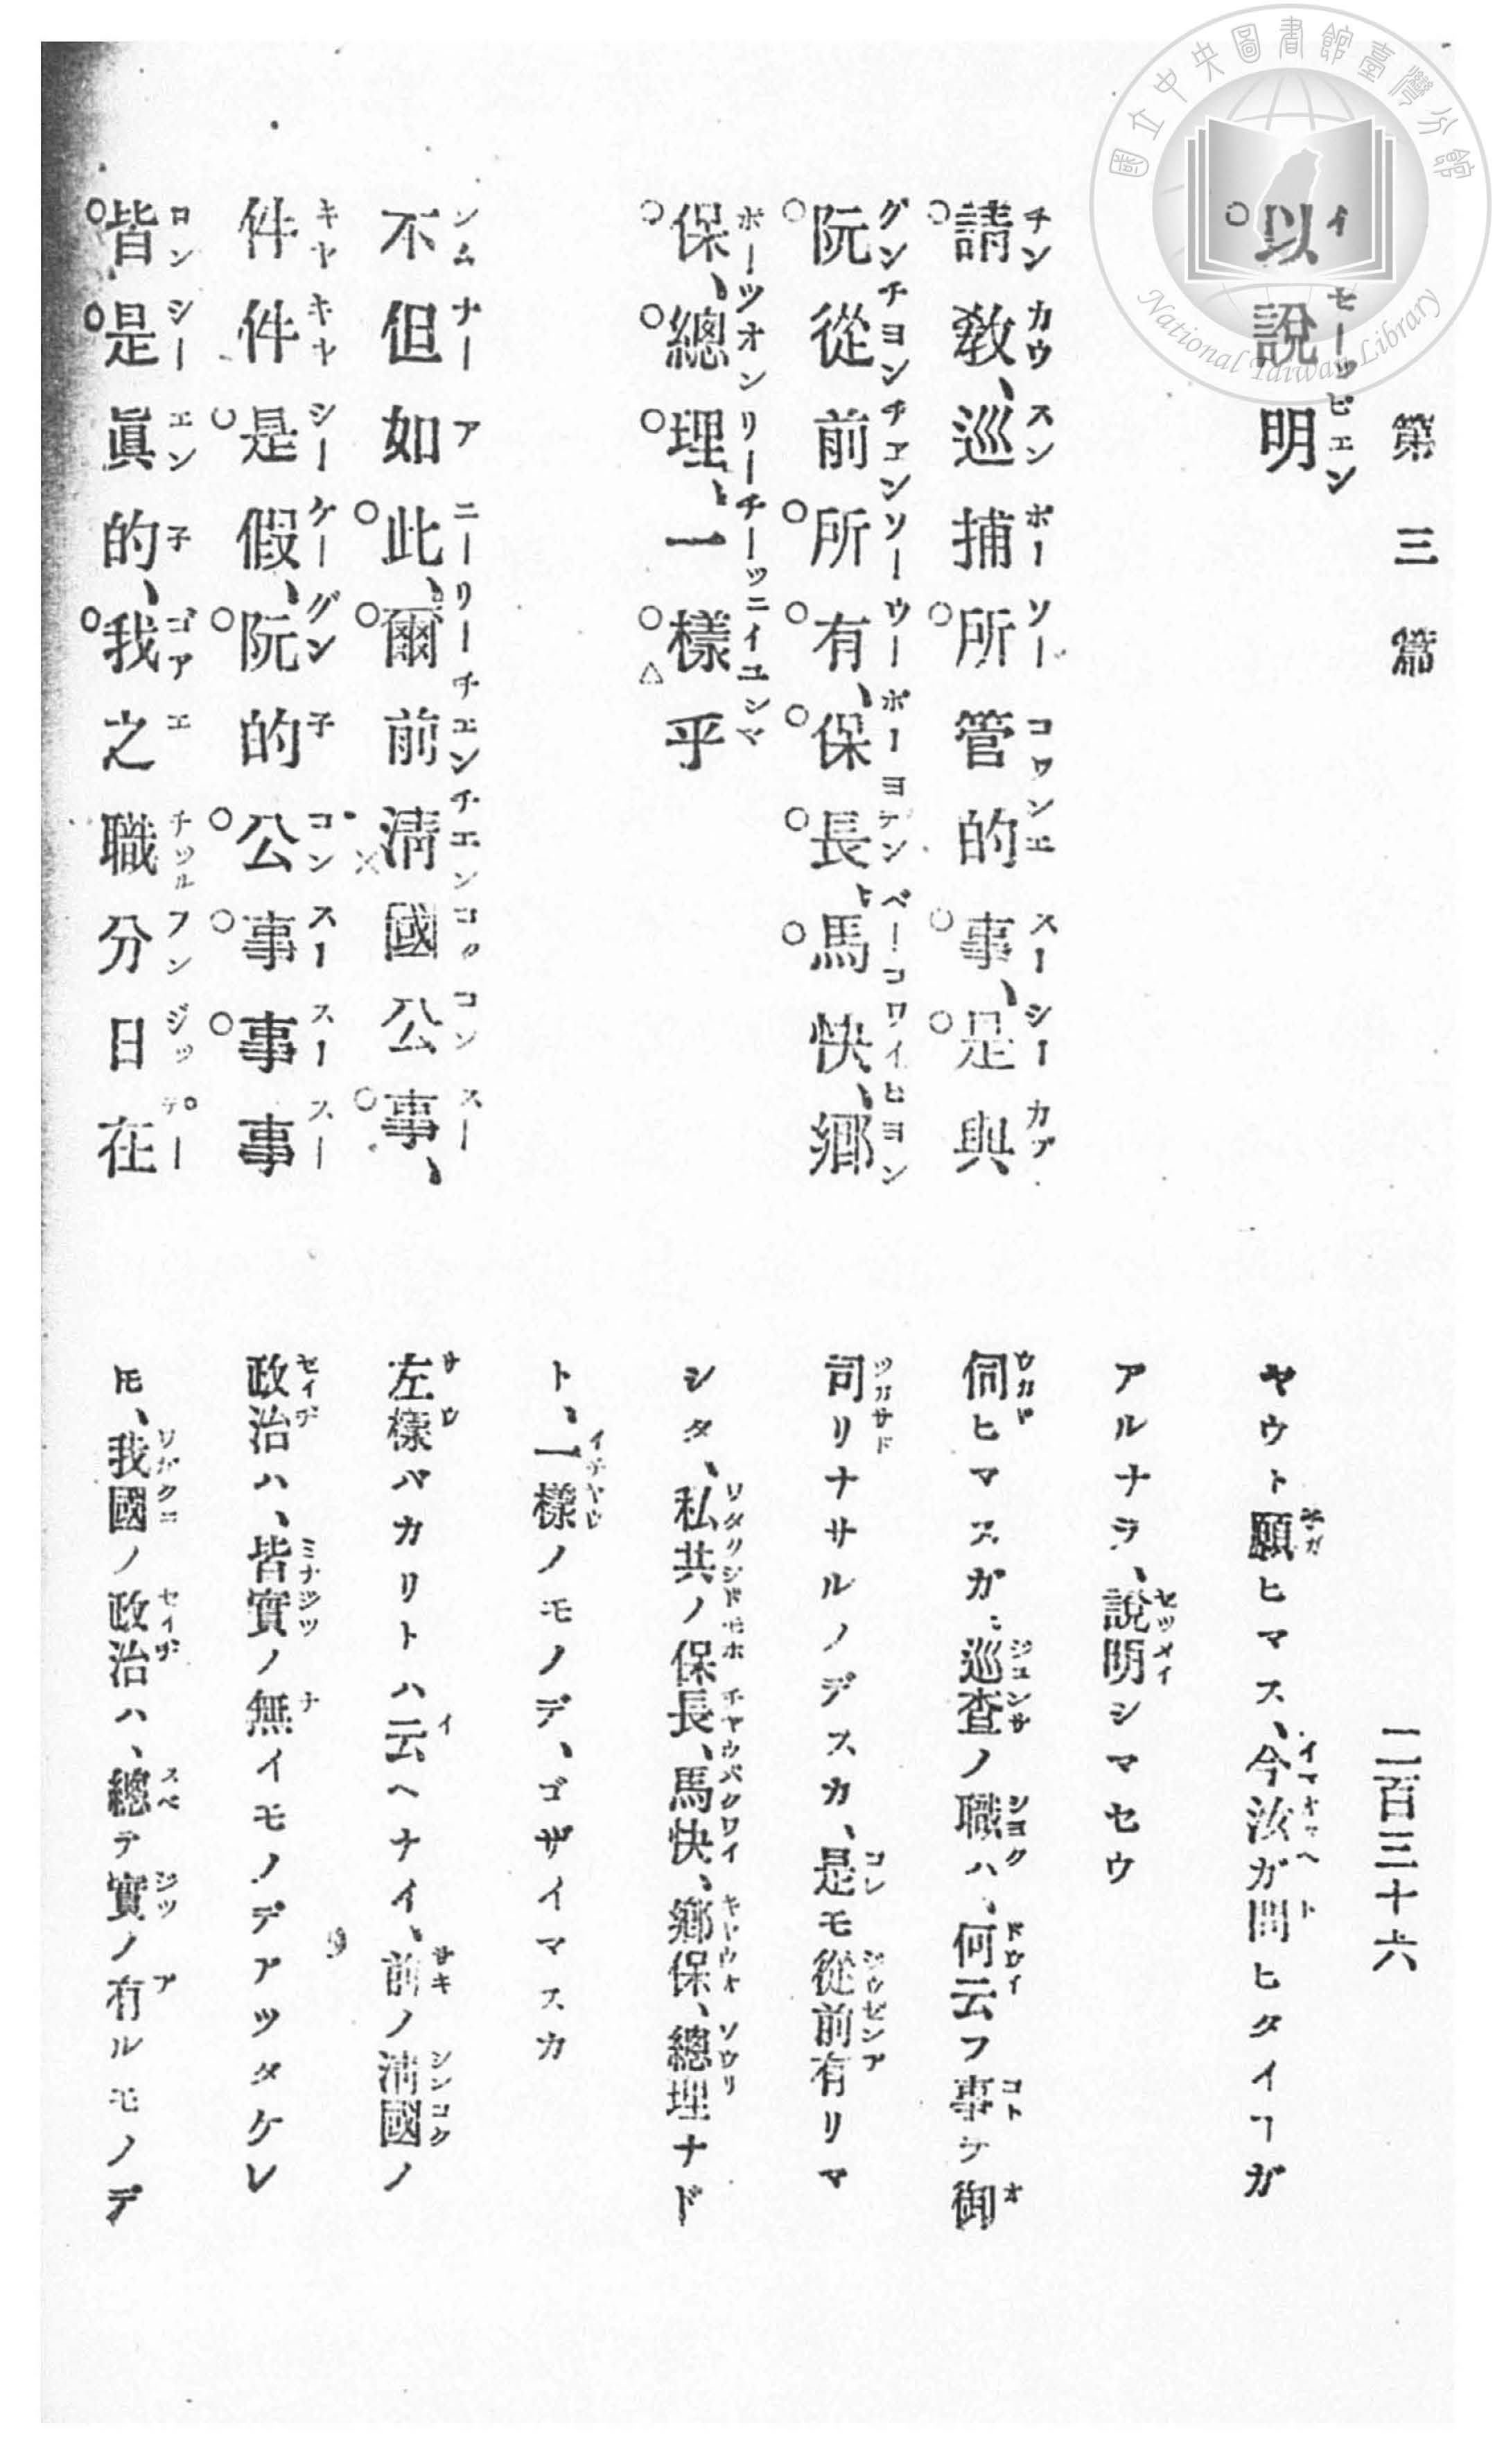 國立中央圖書館臺灣分館
National Taiwan Library
第三篇
二百三十六
以說明
請敎、巡捕所管的事、是與
阮從前所有、保長、馬快、鄉
保、總理、一樣乎
不但如此、爾前淸國公事、
件件是假、阮的公事事事
皆是眞的、我之職分日在
ヤウト願ヒマス、今汝ガ問ヒタイヿガ
アルナラ、說明シマセウ
伺ヒマスガ、巡査ノ職ハ、何云フ事ケ御
司リナサルノデスカ、是モ從前有リマ
シタ、私共ノ保長、馬快、鄉保、總理ナド
ト、一樣ノモノデ、ゴザイマスカ
左樣バカリトハ云ヘナイ、前ノ淸國ノ
政治ハ、皆實ノ無イモノデアツタケレ
𪜈、我國ノ政治ハ、總テ實ノ有ルモノデ